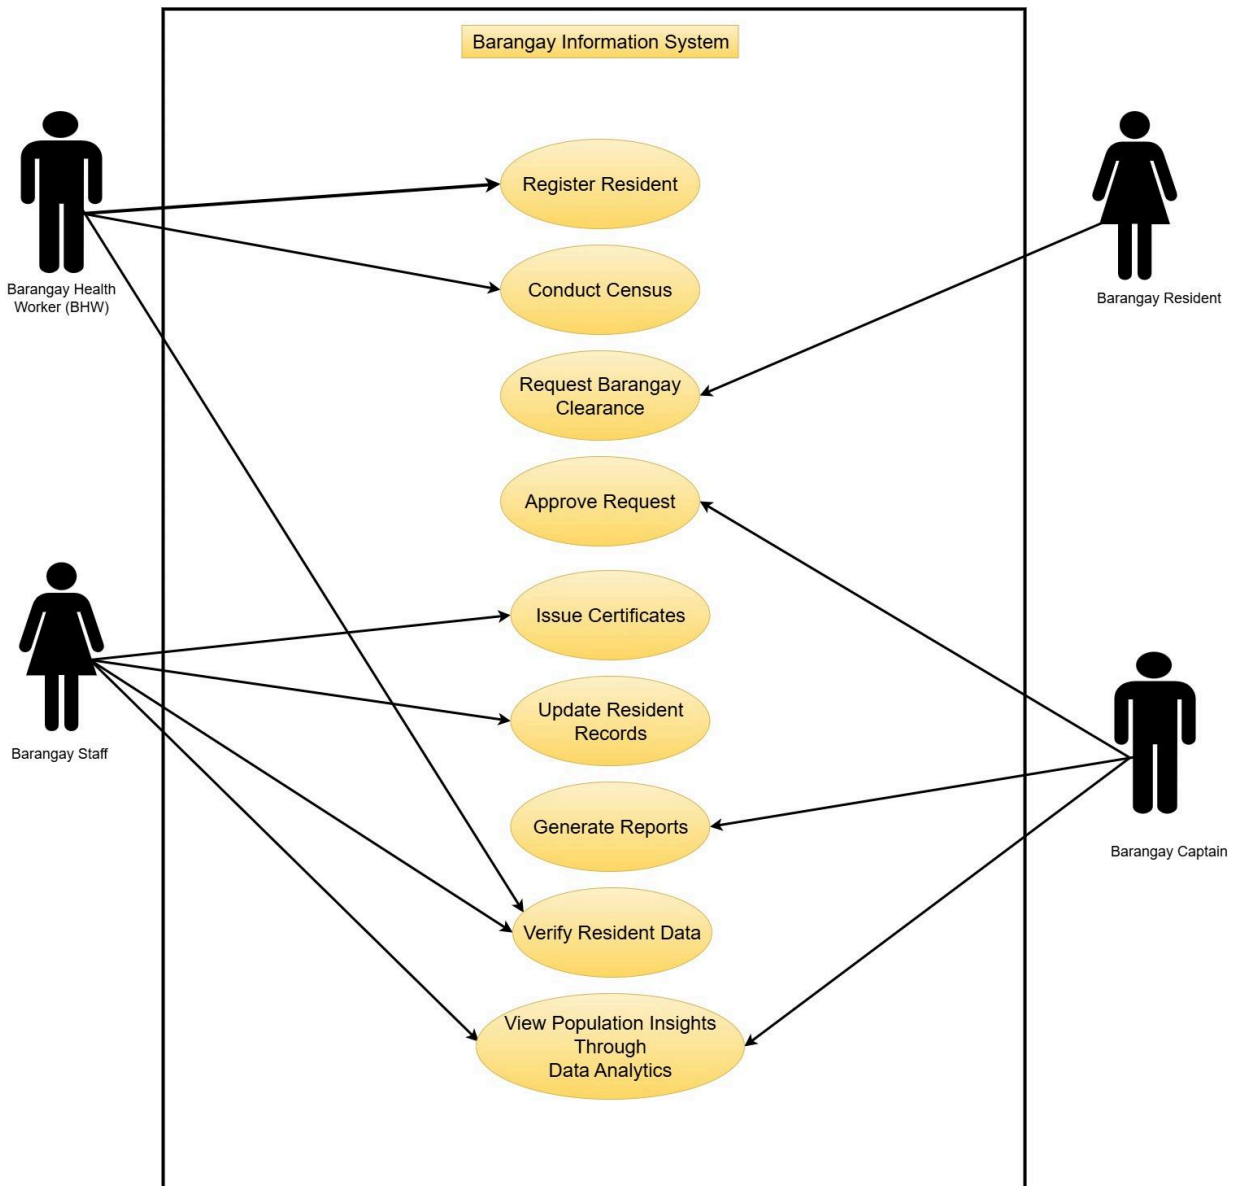 Barangay Information System
Register Resident
Conduct Census
Request Barangay
Clearance
Approve Request
Issue Certificates
Update Resident
Records
Generate Reports
Verify Resident Data
View Population Insights
Through
Data Analytics
Barangay Health
Worker (BHW)
Barangay Staff
Barangay Resident
Barangay Captain